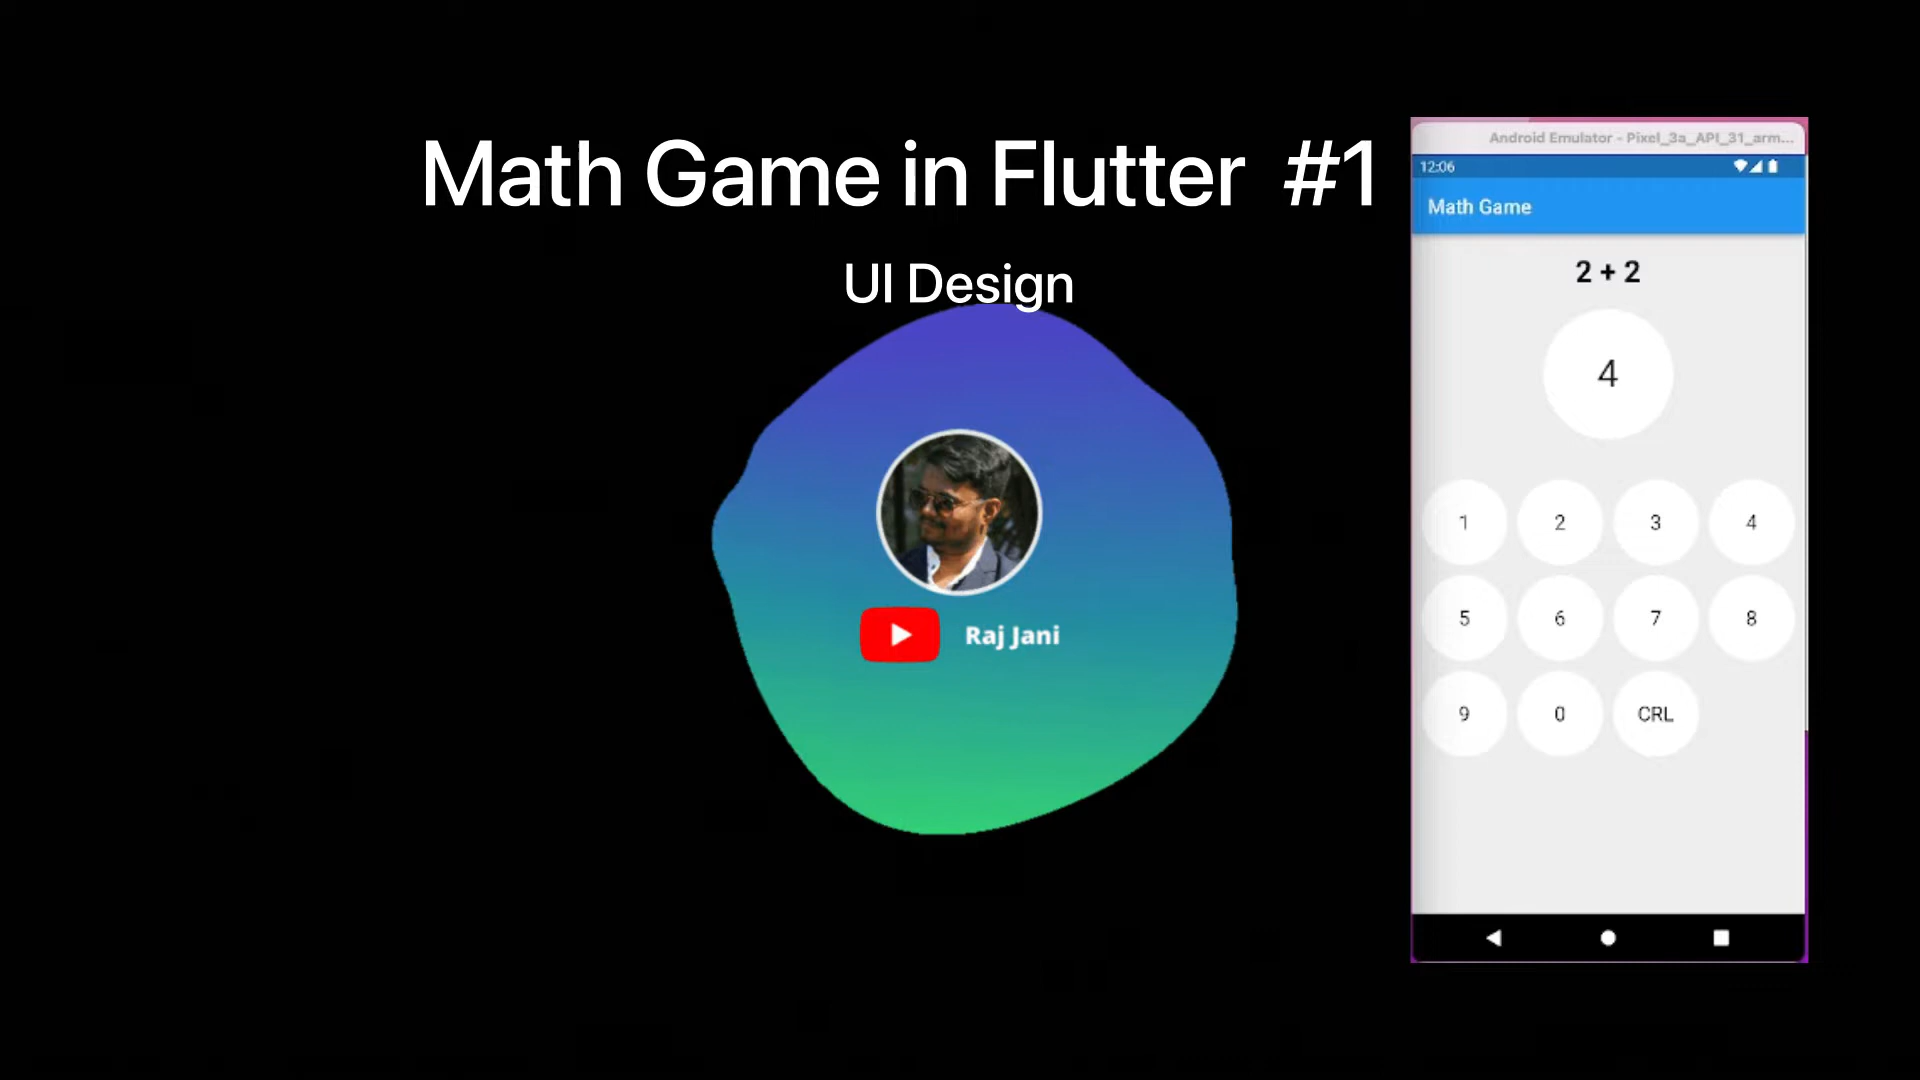 Math Game in Flutter #1
UI Design
Raj Jani
Android Emulator - Pixel_3a_API_31_arm...
12:06
Math Game
2 + 2
4
1 2 3 4
5 6 7 8
9 0 CRL